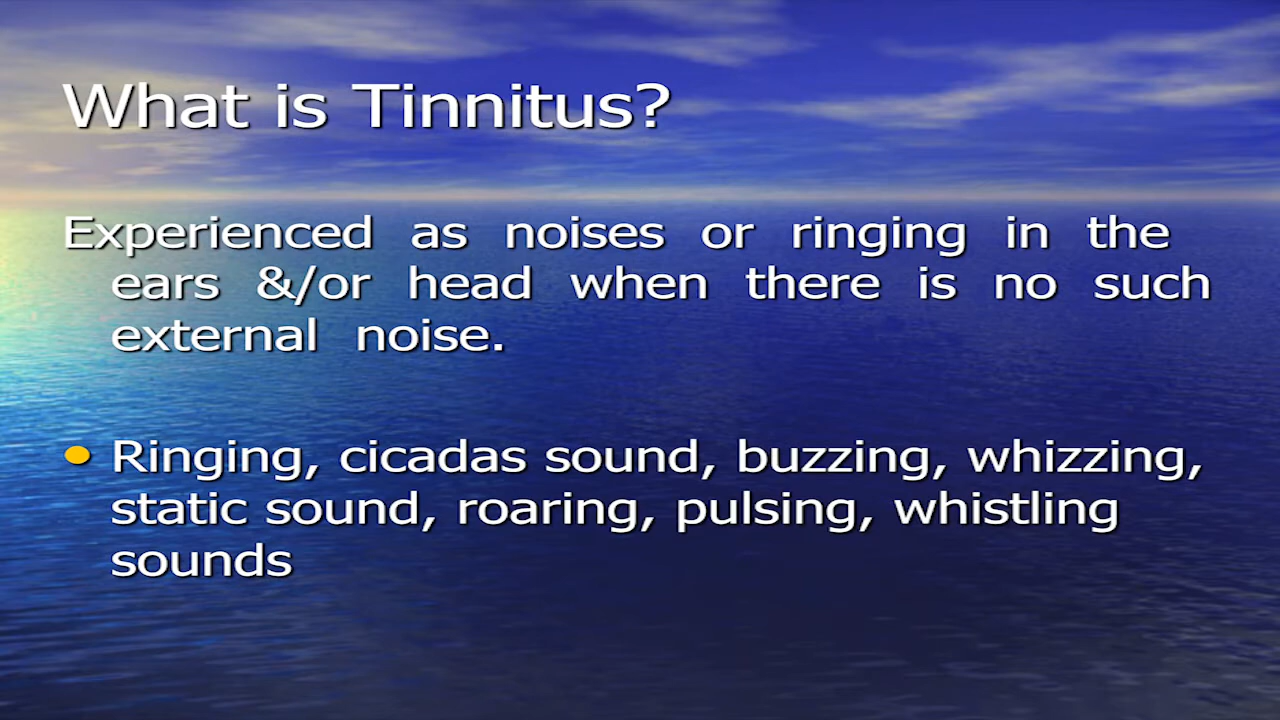 What is Tinnitus?
Experienced as noises or ringing in the
ears &/or head when there is no such
external noise.
• Ringing, cicadas sound, buzzing, whizzing,
static sound, roaring, pulsing, whistling
sounds